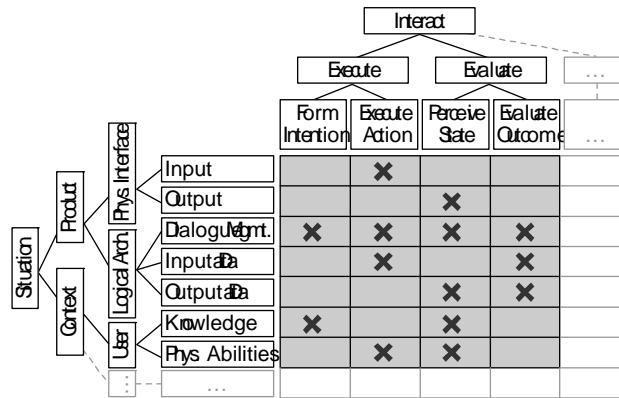 Interact
Execute
Evaluate
...
Form
Intention
Execute
Action
Perceive
State
Evaluate
Outcome
...
Situation
Product
Context
Phys. Interface
Logical Arch.
User
...
Input
Output
Dialogue Mgmt.
Input Data
Output Data
Knowledge
Phys. Abilities
...